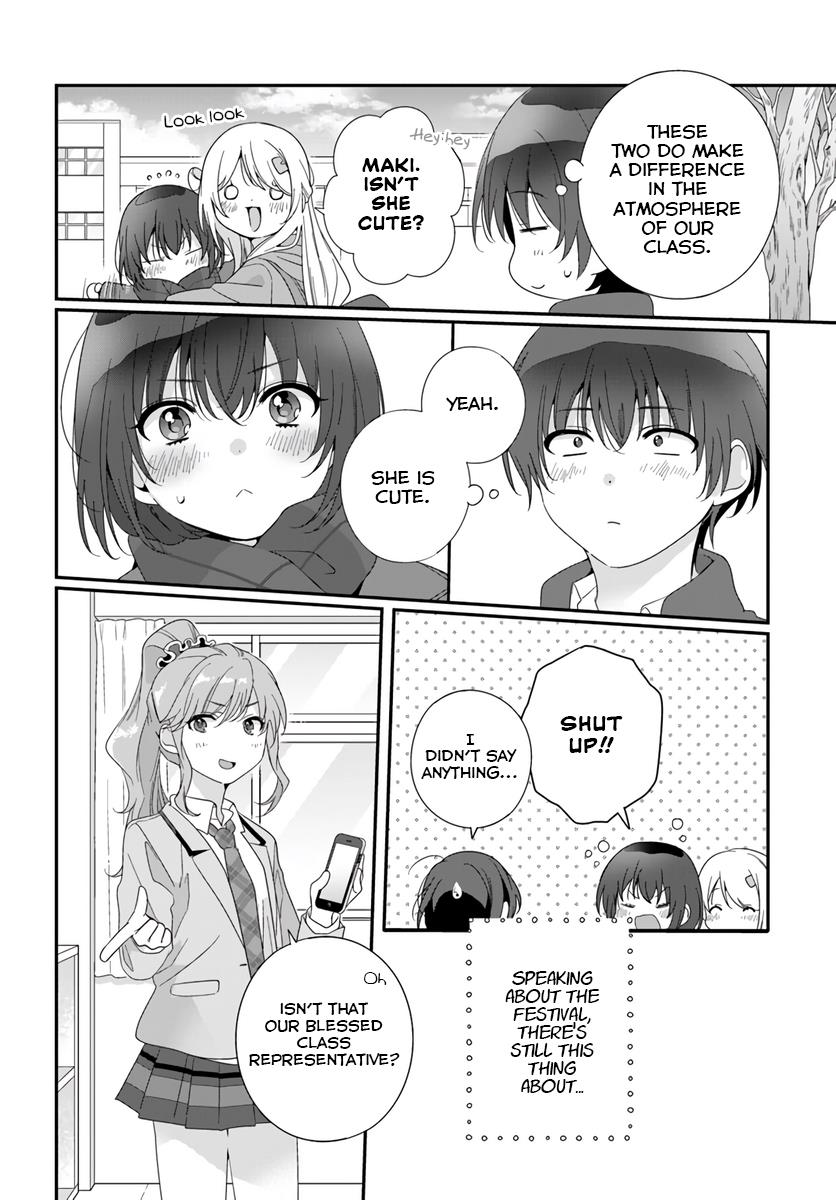 THESE
TWO DO MAKE
A DIFFERENCE
IN THE
ATMOSPHERE
OF OUR
CLASS.
Hey; hey
MAKI.
ISN'T
SHE
CUTE?
Look look
YEAH.
SHE IS
CUTE.
SHUT
UP!!
I
DIDN'T SAY
ANYTHING...
SPEAKING
ABOUT THE
FESTIVAL,
THERE'S
STILL THIS
THING
ABOUT...
Oh
ISN'T THAT
OUR BLESSED
CLASS
REPRESENTATIVE?